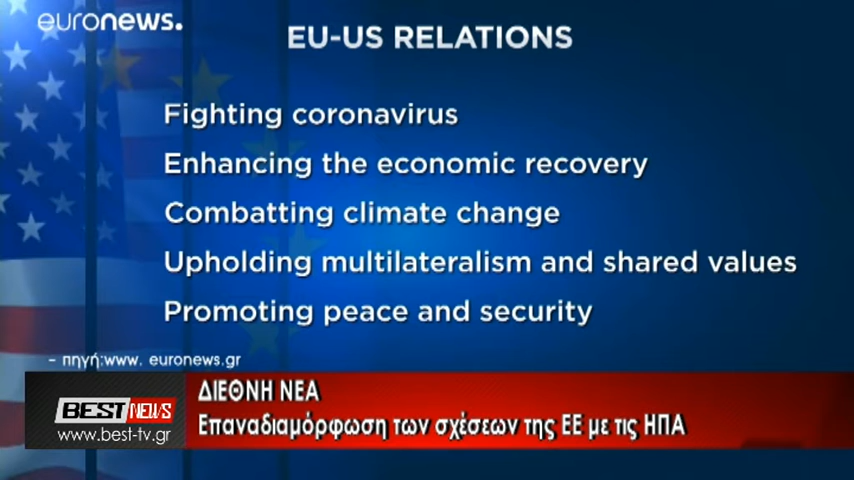 euronews.
EU-US RELATIONS
Fighting coronavirus
Enhancing the economic recovery
Combatting climate change
Upholding multilateralism and shared values
Promoting peace and security
– πηγή:www. euronews.gr
BEST NEWS
www.best-tv.gr
ΔΙΕΘΝΗ ΝΕΑ
Επαναδιαμόρφωση των σχέσεων της ΕΕ με τις ΗΠΑ